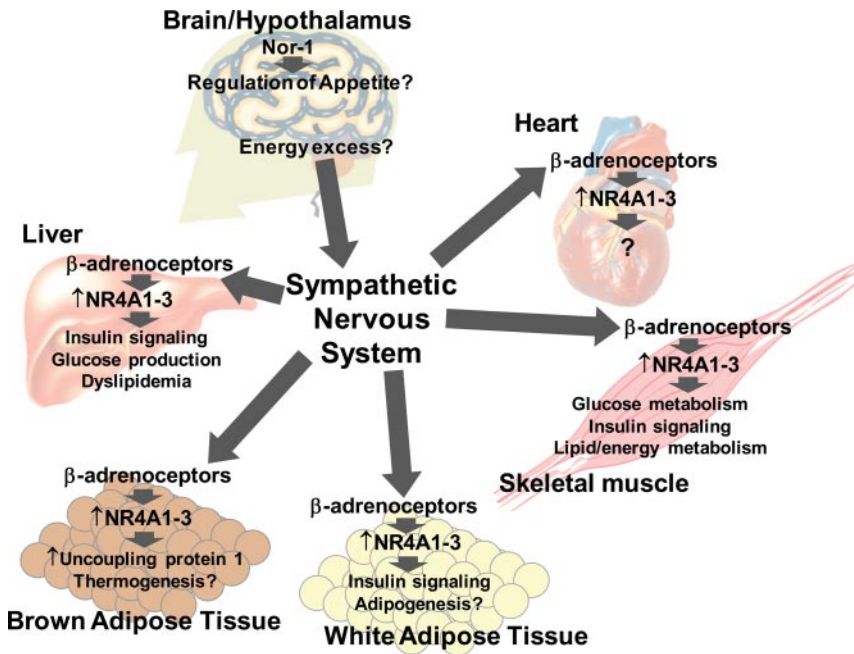 Brain/Hypothalamus
Nor-1
Regulation of Appetite?
Energy excess?
Heart
β-adrenoceptors
↑NR4A1-3
?
Liver
β-adrenoceptors
↑NR4A1-3
Insulin signaling
Glucose production
Dyslipidemia
Sympathetic
Nervous
System
β-adrenoceptors
↑NR4A1-3
Glucose metabolism
Insulin signaling
Lipid/energy metabolism
Skeletal muscle
β-adrenoceptors
↑NR4A1-3
↑Uncoupling protein 1
Thermogenesis?
Brown Adipose Tissue
β-adrenoceptors
↑NR4A1-3
Insulin signaling
Adipogenesis?
White Adipose Tissue